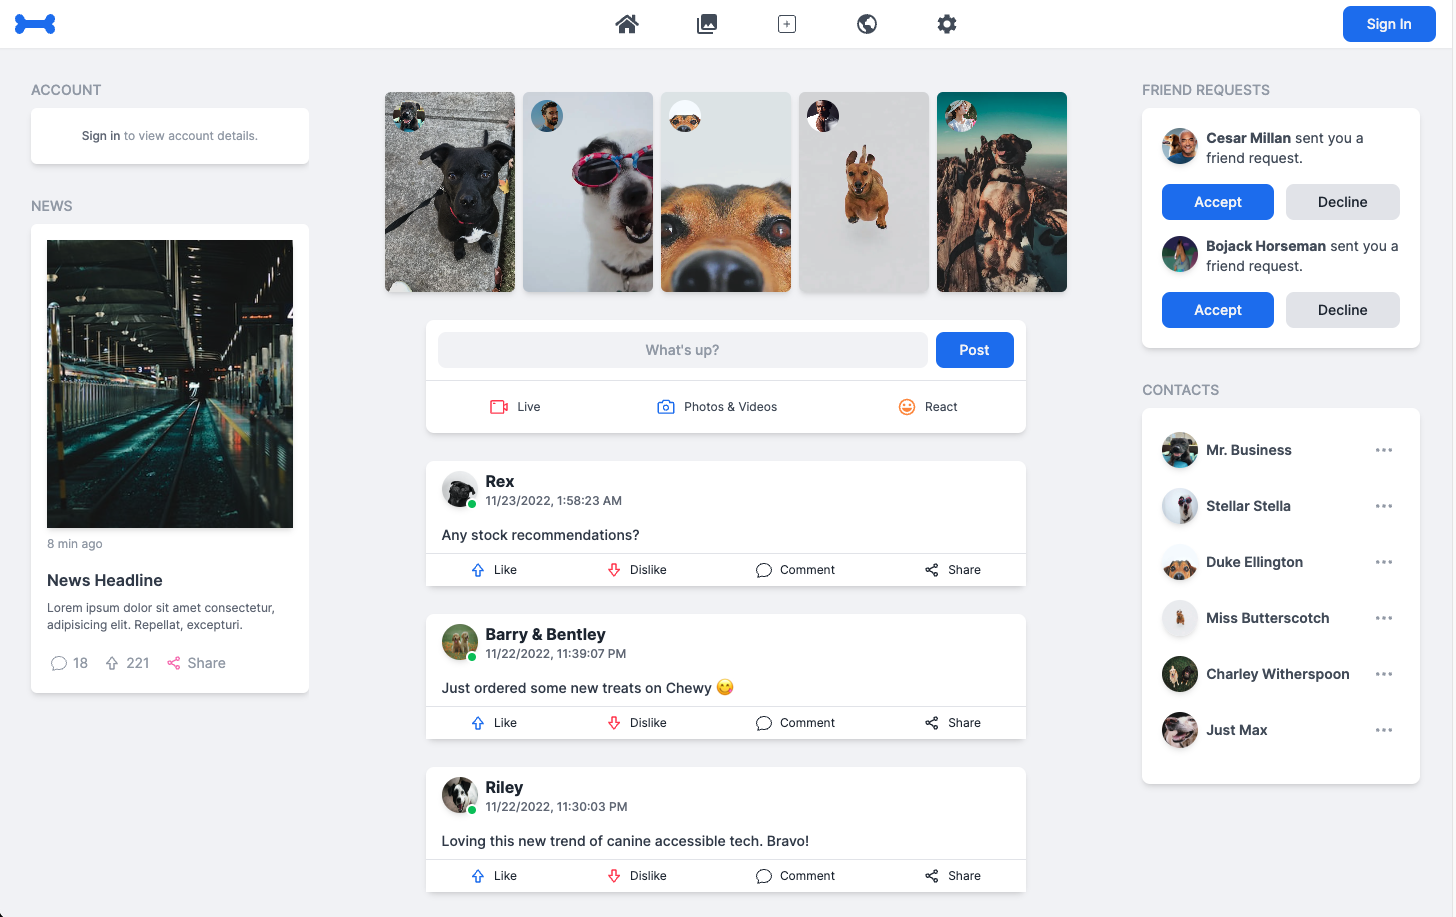 Sign In
ACCOUNT
Sign in to view account details.
NEWS
8 min ago
News Headline
Lorem ipsum dolor sit amet consectetur,
adipisicing elit. Repellat, excepturi.
18 221 Share
What's up? Post
Live Photos & Videos React
Rex
11/23/2022, 1:58:23 AM
Any stock recommendations?
Like Dislike Comment Share
Barry & Bentley
11/22/2022, 11:39:07 PM
Just ordered some new treats on Chewy 😋
Like Dislike Comment Share
Riley
11/22/2022, 11:30:03 PM
Loving this new trend of canine accessible tech. Bravo!
Like Dislike Comment Share
FRIEND REQUESTS
Cesar Millan sent you a
friend request.
Accept Decline
Bojack Horseman sent you a
friend request.
Accept Decline
CONTACTS
Mr. Business
Stellar Stella
Duke Ellington
Miss Butterscotch
Charley Witherspoon
Just Max